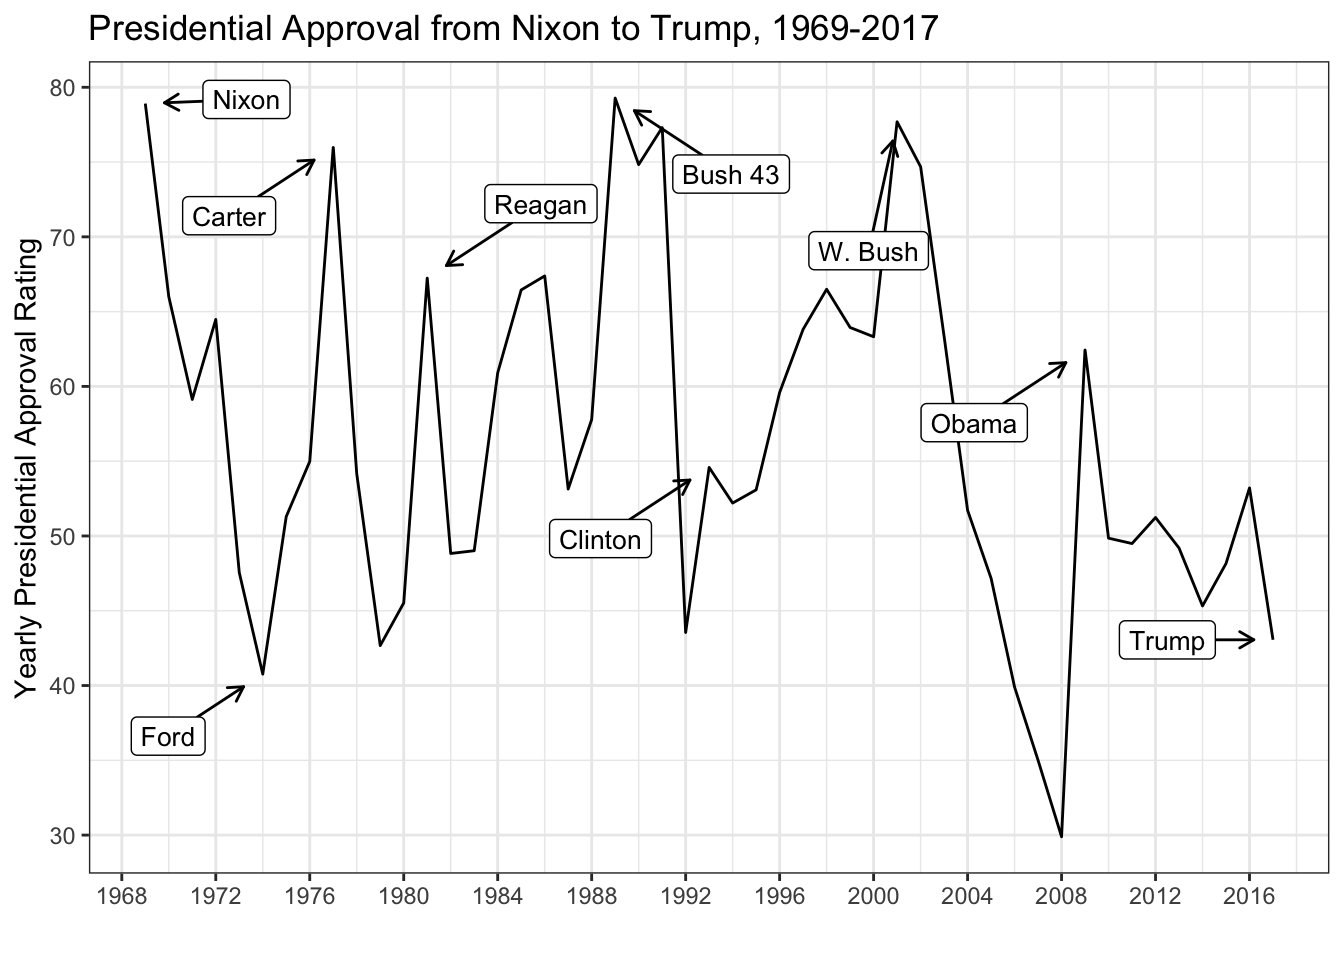 Presidential Approval from Nixon to Trump, 1969-2017
Yearly Presidential Approval Rating
80
70
60
50
40
30
Nixon
Carter
Reagan
Bush 43
W. Bush
Obama
Clinton
Trump
Ford
1968 1972 1976 1980 1984 1988 1992 1996 2000 2004 2008 2012 2016